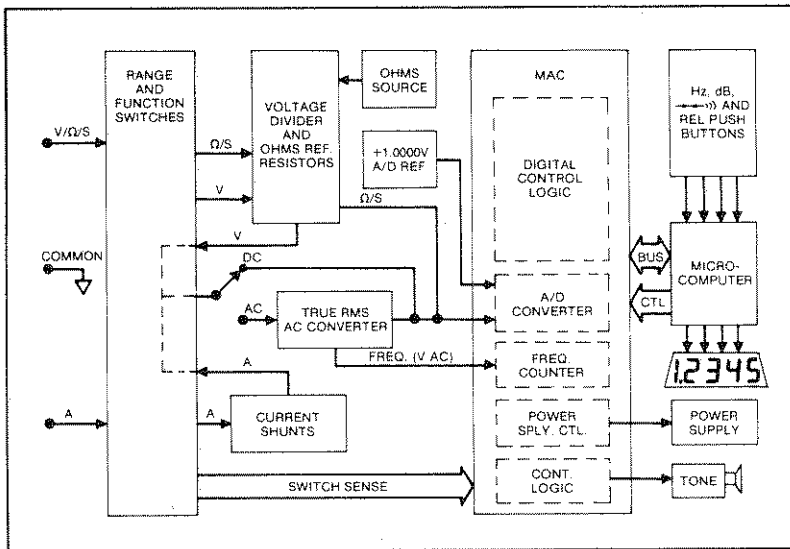 RANGE
AND
FUNCTION
SWITCHES
V/Ω/S
COMMON
A
Ω/S
V
VOLTAGE
DIVIDER
AND
OHMS REF.
RESISTORS
OHMS
SOURCE
+1.0000V
A/D REF
Ω/S
V
DC
AC
TRUE RMS
AC CONVERTER
FREQ. (V AC)
A
A
CURRENT
SHUNTS
SWITCH SENSE
MAC
DIGITAL
CONTROL
LOGIC
A/D
CONVERTER
FREQ.
COUNTER
POWER
SPLY. CTL.
CONT.
LOGIC
Hz, dB,
AND
REL PUSH
BUTTONS
BUS
CTL
MICRO-
COMPUTER
1.2345
POWER
SUPPLY
TONE